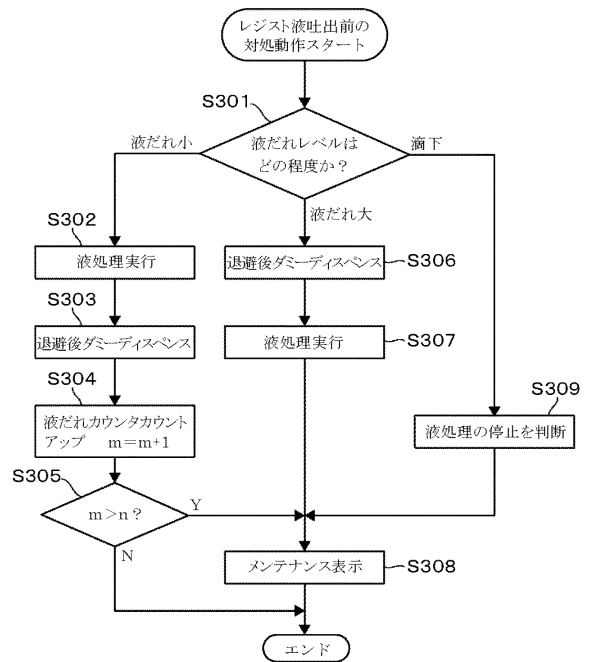 レジスト液吐出前の
対処動作スタート
S301
液だれレベルは
どの程度か？
液だれ小
滴下
液だれ大
S302
液処理実行
S303
退避後ダミーディスペンス
S304
液だれカウンタカウント
アップ　m＝m+1
S305
m＞n？
Y
N
退避後ダミーディスペンス
S306
液処理実行
S307
S309
液処理の停止を判断
メンテナンス表示
S308
エンド